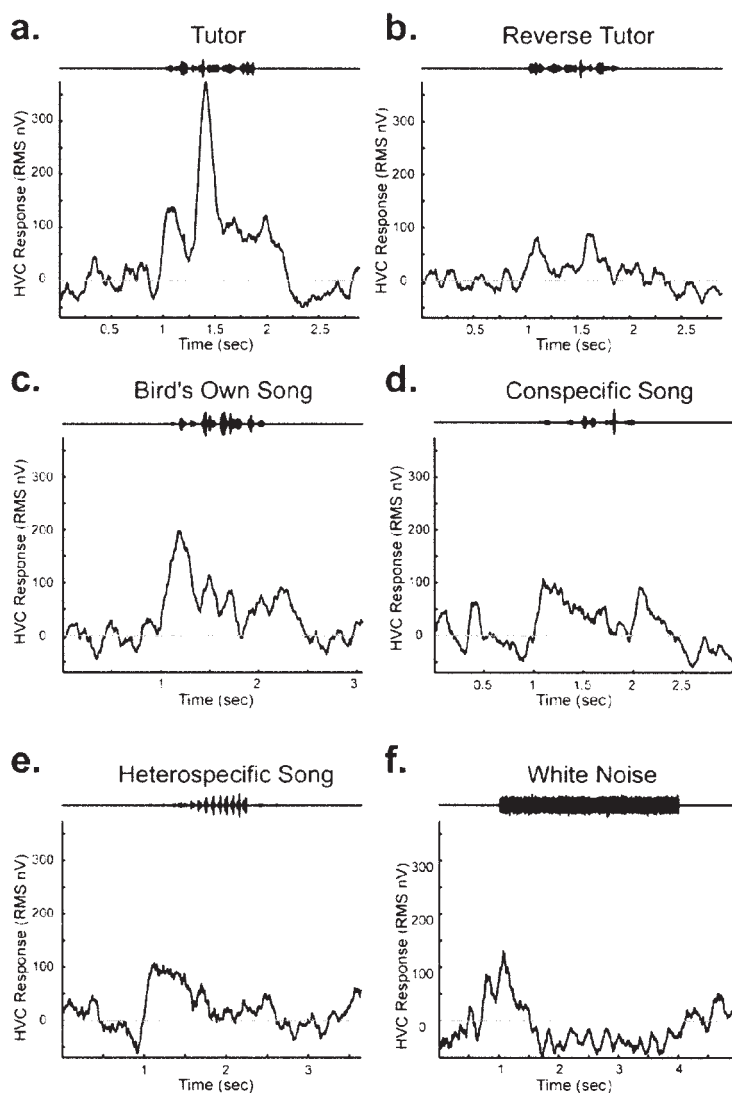 a.
Tutor
HVC Response (RMS nV)
300
200
100
0
0.5
1
1.5
2
2.5
Time (sec)
b.
Reverse Tutor
HVC Response (RMS nV)
300
200
100
0
0.5
1
1.5
2
2.5
Time (sec)
c.
Bird's Own Song
HVC Response (RMS nV)
300
200
100
0
1
2
3
Time (sec)
d.
Conspecific Song
HVC Response (RMS nV)
300
200
100
0
0.5
1
1.5
2
2.5
Time (sec)
e.
Heterospecific Song
HVC Response (RMS nV)
300
200
100
0
1
2
3
Time (sec)
f.
White Noise
HVC Response (RMS nV)
300
200
100
0
1
2
3
4
Time (sec)